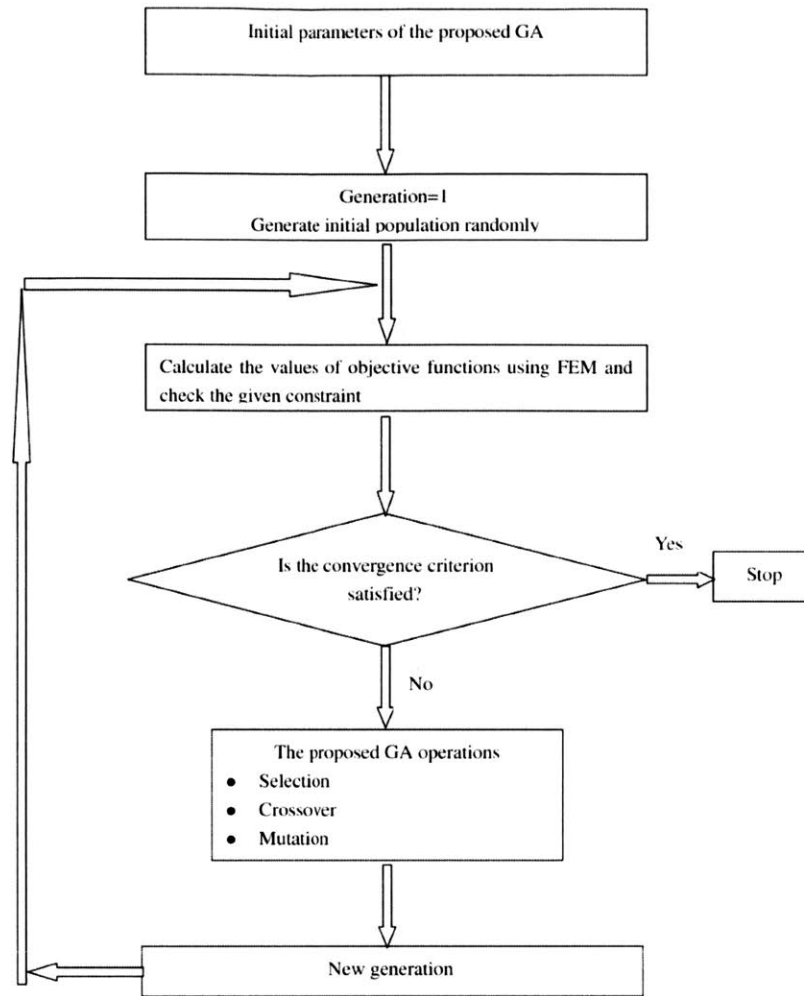 Initial parameters of the proposed GA
Generation=1
Generate initial population randomly
Calculate the values of objective functions using FEM and
check the given constraint
Is the convergence criterion
satisfied?
Yes
Stop
No
The proposed GA operations
● Selection
● Crossover
● Mutation
New generation